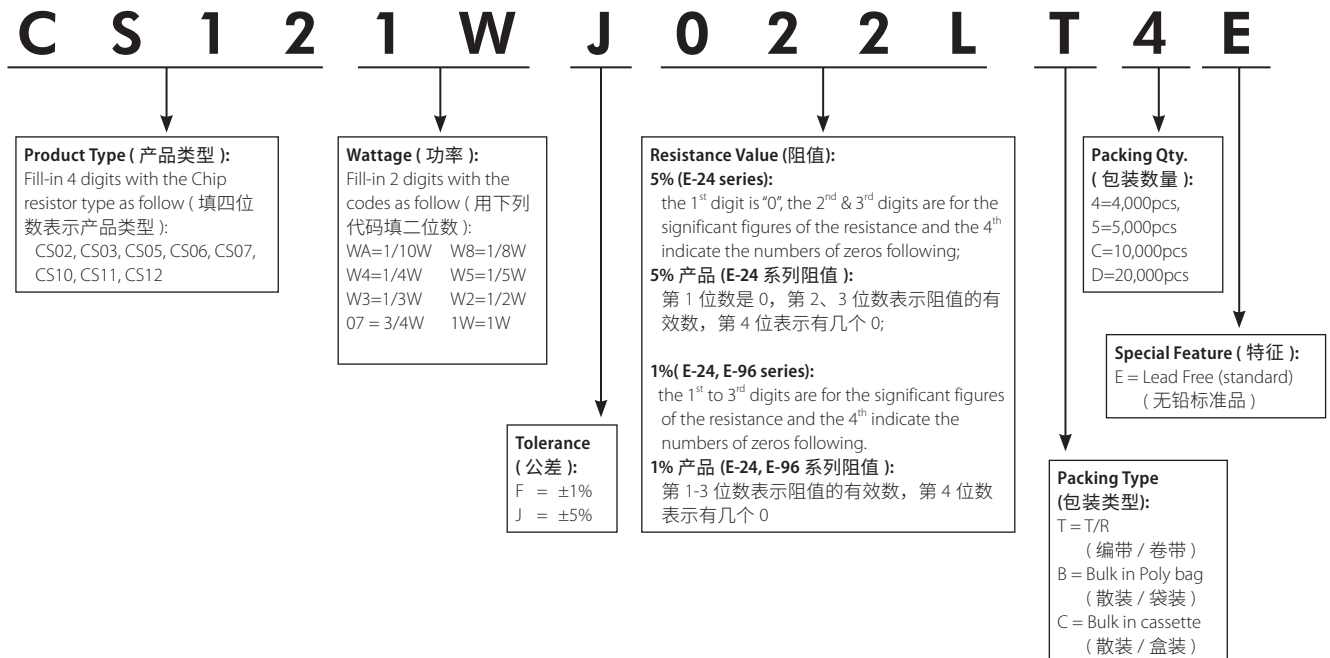 CS121WJ022LT4E
Product Type ( 产品类型 ):
Fill-in 4 digits with the Chip
resistor type as follow ( 填四位
数表示产品类型 ):
CS02, CS03, CS05, CS06, CS07,
CS10, CS11, CS12
Wattage ( 功率 ):
Fill-in 2 digits with the
codes as follow ( 用下列
代码填二位数 ):
WA=1/10W W8=1/8W
W4=1/4W W5=1/5W
W3=1/3W W2=1/2W
07 = 3/4W 1W=1W
Tolerance
( 公差 ):
F = ±1%
J = ±5%
Resistance Value (阻值):
5% (E-24 series):
the 1st digit is "0", the 2nd & 3rd digits are for the
significant figures of the resistance and the 4th
indicate the numbers of zeros following;
5% 产品 (E-24 系列阻值 ):
第 1 位数是 0，第 2、3 位数表示阻值的有
效数，第 4 位表示有几个 0;
1%( E-24, E-96 series):
the 1st to 3rd digits are for the significant figures
of the resistance and the 4th indicate the
numbers of zeros following.
1% 产品 (E-24, E-96 系列阻值 ):
第 1-3 位数表示阻值的有效数，第 4 位数
表示有几个 0
Packing Qty.
( 包装数量 ):
4=4,000pcs,
5=5,000pcs
C=10,000pcs
D=20,000pcs
Special Feature ( 特征 ):
E = Lead Free (standard)
( 无铅标准品 )
Packing Type
(包装类型):
T = T/R
( 编带 / 卷带 )
B = Bulk in Poly bag
( 散装 / 袋装 )
C = Bulk in cassette
( 散装 / 盒装 )